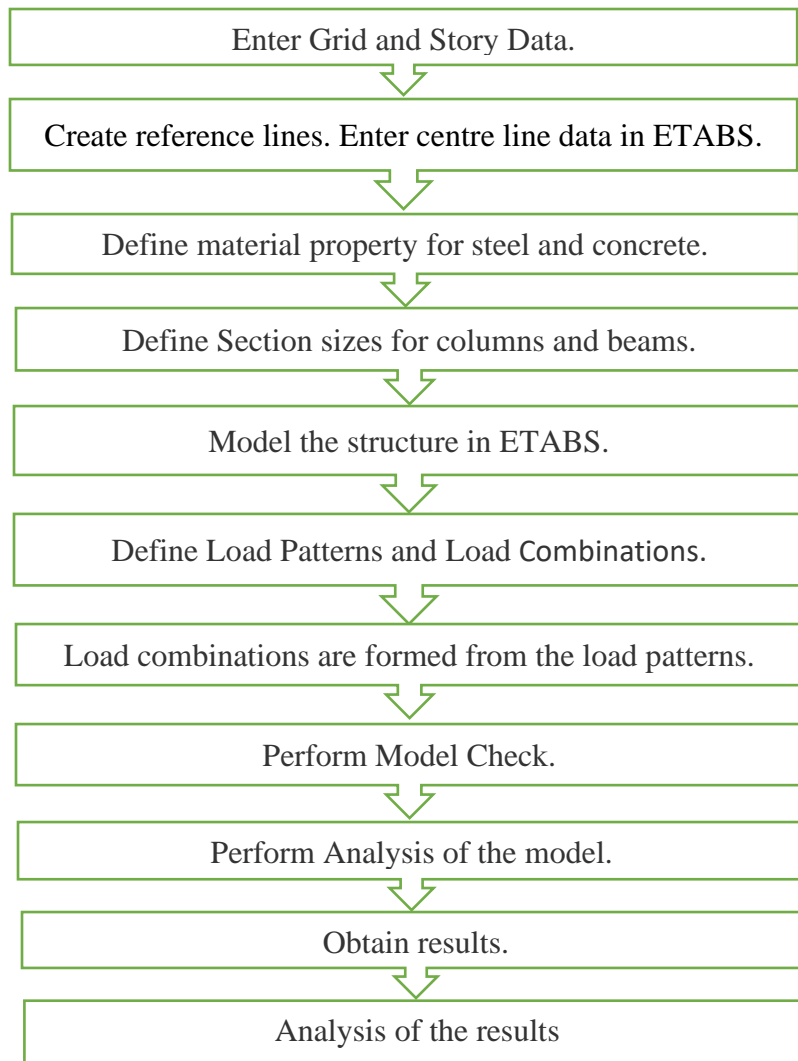 Enter Grid and Story Data.
Create reference lines. Enter centre line data in ETABS.
Define material property for steel and concrete.
Define Section sizes for columns and beams.
Model the structure in ETABS.
Define Load Patterns and Load Combinations.
Load combinations are formed from the load patterns.
Perform Model Check.
Perform Analysis of the model.
Obtain results.
Analysis of the results